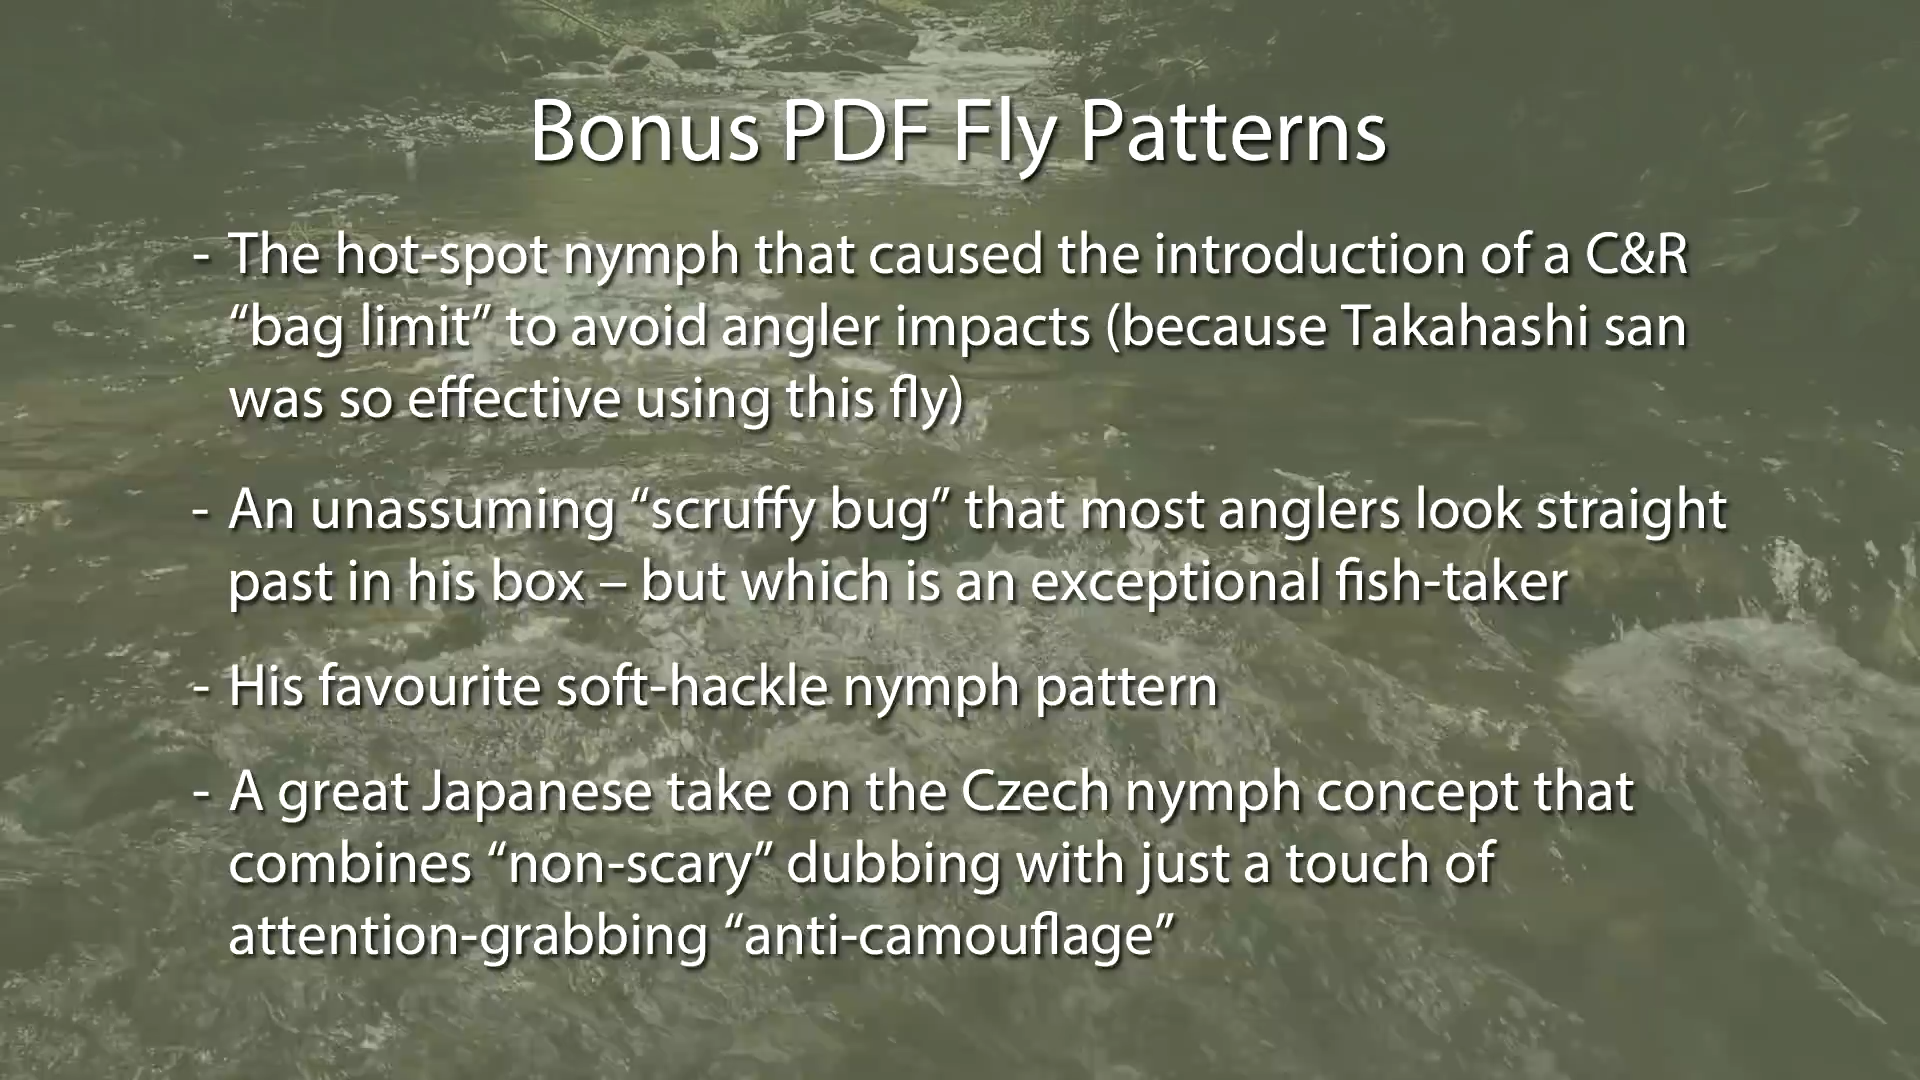 Bonus PDF Fly Patterns
- The hot-spot nymph that caused the introduction of a C&R
“bag limit” to avoid angler impacts (because Takahashi san
was so effective using this fly)
- An unassuming “scruffy bug” that most anglers look straight
past in his box – but which is an exceptional fish-taker
- His favourite soft-hackle nymph pattern
- A great Japanese take on the Czech nymph concept that
combines “non-scary” dubbing with just a touch of
attention-grabbing “anti-camouflage”